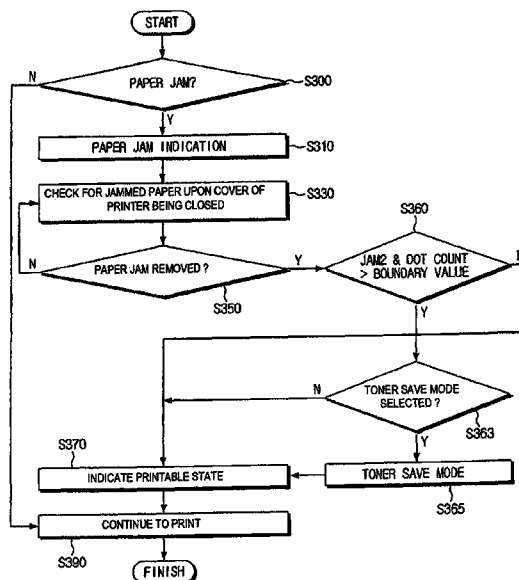 START
N
PAPER JAM?
S300
Y
PAPER JAM INDICATION
S310
CHECK FOR JAMMED PAPER UPON COVER OF
PRINTER BEING CLOSED
S330
S360
N
PAPER JAM REMOVED ?
Y
S350
JAM2 & DOT COUNT
> BOUNDARY VALUE
Y
N
TONER SAVE MODE
SELECTED ?
S363
Y
S370
INDICATE PRINTABLE STATE
TONER SAVE MODE
S365
CONTINUE TO PRINT
S390
FINISH